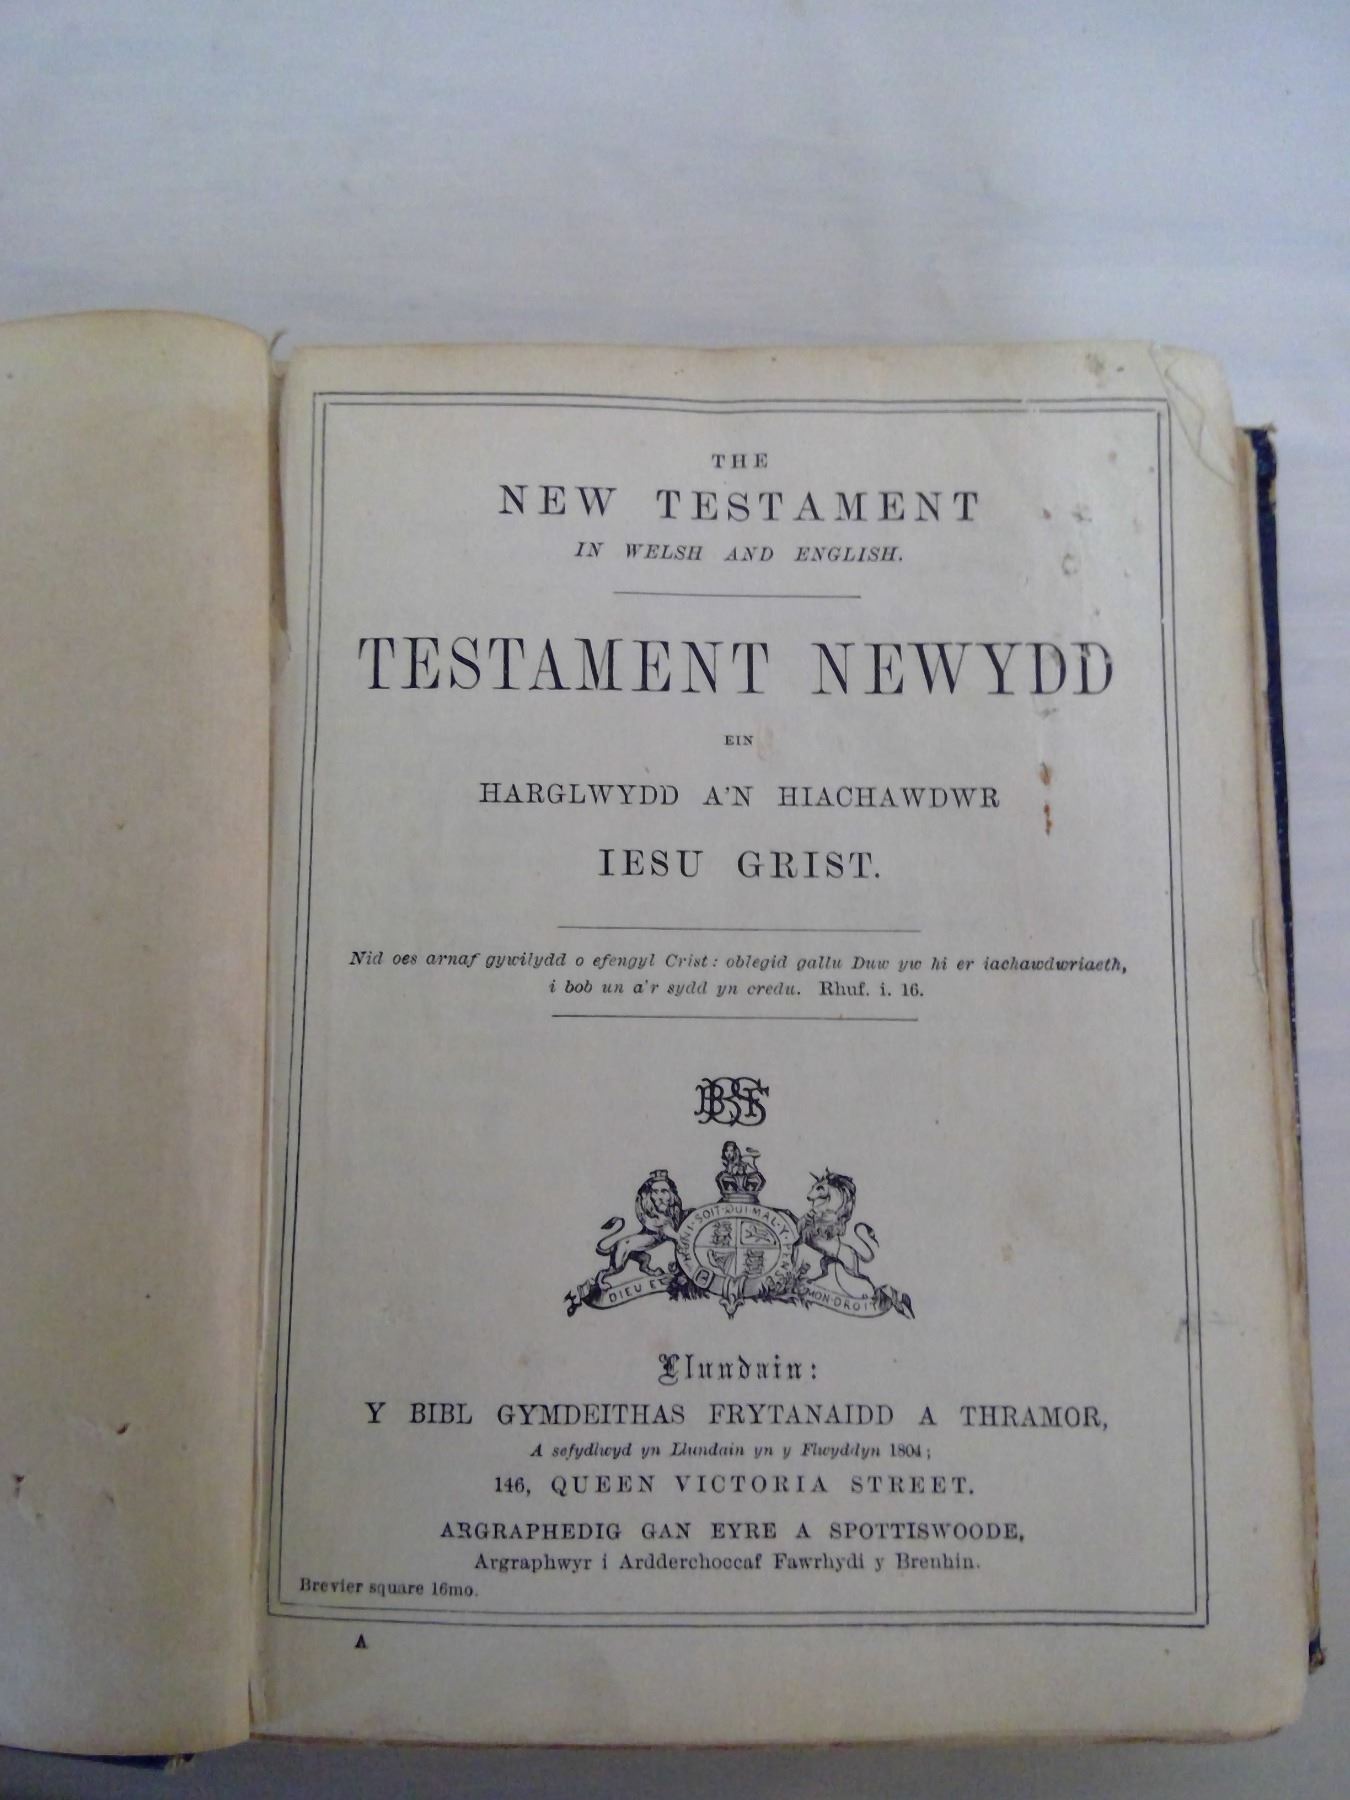 THE
NEW TESTAMENT
IN WELSH AND ENGLISH.
TESTAMENT NEWYDD
EIN
HARGLWYDD A'N HIACHAWDWR
IESU GRIST.
Nid oes arnaf gywilydd o efengyl Crist: oblegid gallu Duw yw hi er iachawdwriaeth,
i bob un a'r sydd yn credu. Rhuf. i. 16.
BFBS
HONI·SOIT·QUI·MAL·Y·PENSE
DIEU ET MON·DROIT
Llundain:
Y BIBL GYMDEITHAS FRYTANAIDD A THRAMOR,
A sefydlwyd yn Llundain yn y Flwyddyn 1804;
146, QUEEN VICTORIA STREET.
ARGRAPHEDIG GAN EYRE A SPOTTISWOODE,
Argraphwyr i Ardderchoccaf Fawrhydi y Brenhin.
Brevier square 16mo.
A